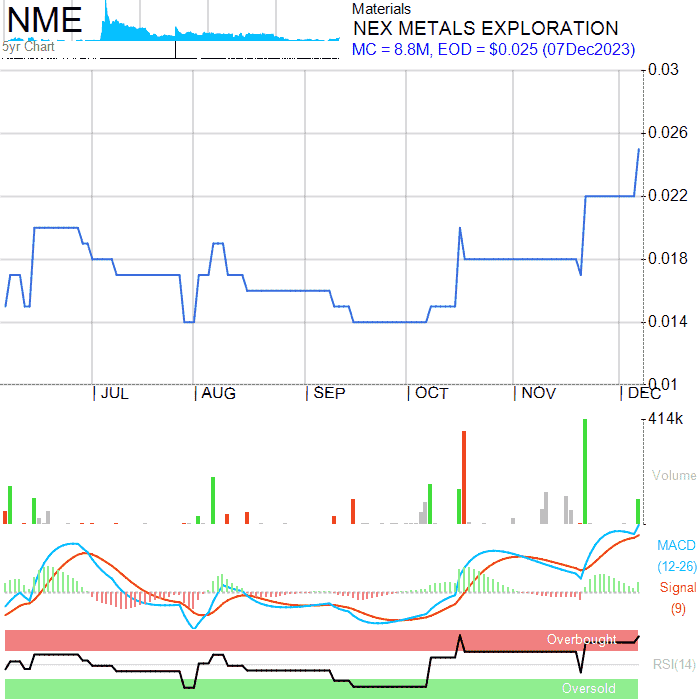 NME
5yr Chart
Materials
NEX METALS EXPLORATION
MC = 8.8M, EOD = $0.025 (07Dec2023)
0.03
0.026
0.022
0.018
0.014
0.01
JUL AUG SEP OCT NOV DEC
414k
Volume
MACD
(12-26)
Signal
(9)
Overbought
RSI(14)
Oversold